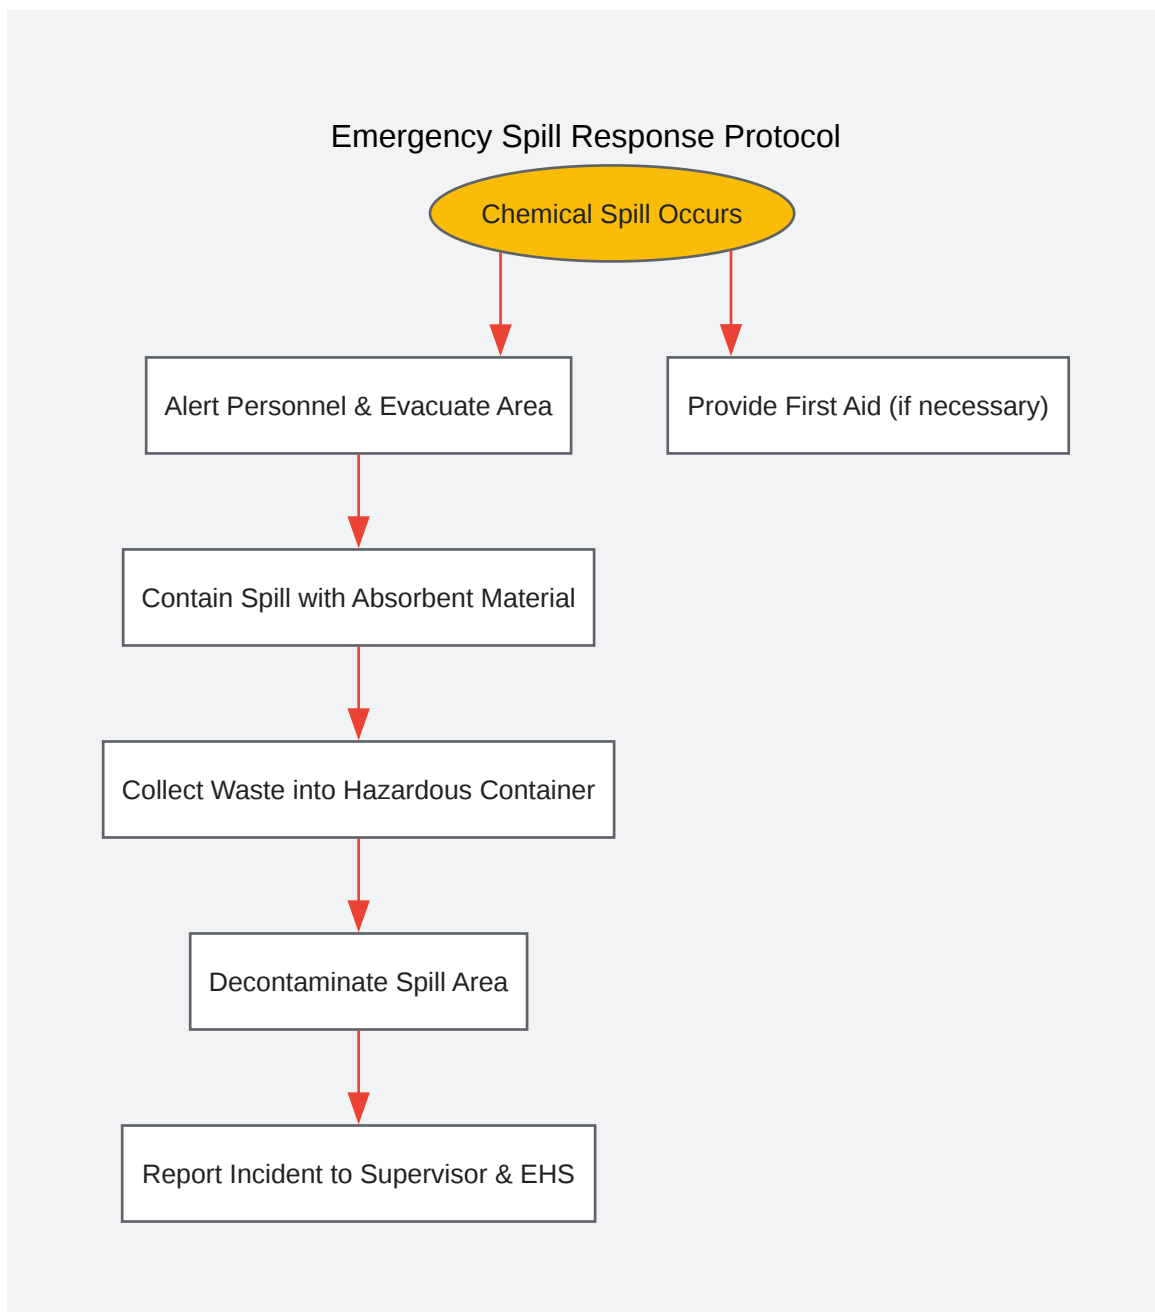 Emergency Spill Response Protocol
Chemical Spill Occurs
Alert Personnel & Evacuate Area
Provide First Aid (if necessary)
Contain Spill with Absorbent Material
Collect Waste into Hazardous Container
Decontaminate Spill Area
Report Incident to Supervisor & EHS